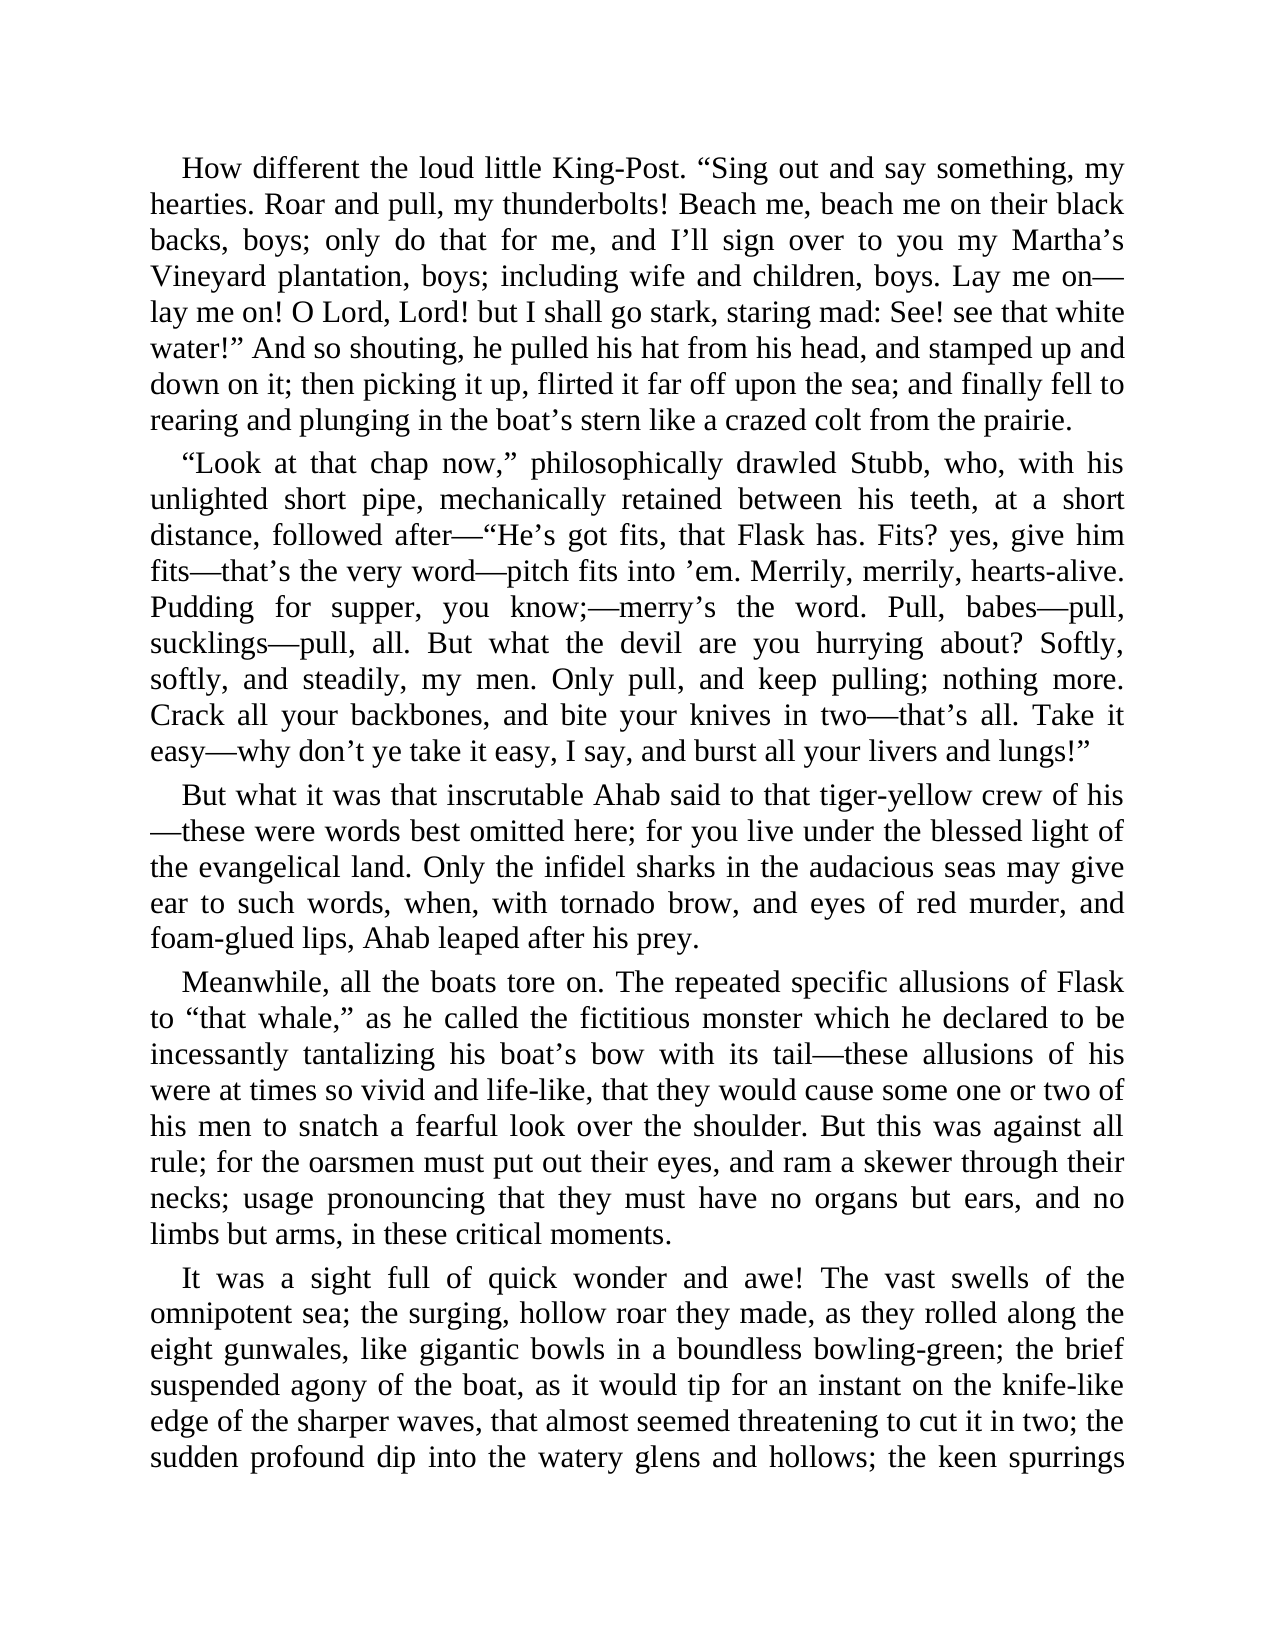 How different the loud little King-Post. “Sing out and say something, my
hearties. Roar and pull, my thunderbolts! Beach me, beach me on their black
backs, boys; only do that for me, and I’ll sign over to you my Martha’s
Vineyard plantation, boys; including wife and children, boys. Lay me on—
lay me on! O Lord, Lord! but I shall go stark, staring mad: See! see that white
water!” And so shouting, he pulled his hat from his head, and stamped up and
down on it; then picking it up, flirted it far off upon the sea; and finally fell to
rearing and plunging in the boat’s stern like a crazed colt from the prairie.
“Look at that chap now,” philosophically drawled Stubb, who, with his
unlighted short pipe, mechanically retained between his teeth, at a short
distance, followed after—“He’s got fits, that Flask has. Fits? yes, give him
fits—that’s the very word—pitch fits into ’em. Merrily, merrily, hearts-alive.
Pudding for supper, you know;—merry’s the word. Pull, babes—pull,
sucklings—pull, all. But what the devil are you hurrying about? Softly,
softly, and steadily, my men. Only pull, and keep pulling; nothing more.
Crack all your backbones, and bite your knives in two—that’s all. Take it
easy—why don’t ye take it easy, I say, and burst all your livers and lungs!”
But what it was that inscrutable Ahab said to that tiger-yellow crew of his
—these were words best omitted here; for you live under the blessed light of
the evangelical land. Only the infidel sharks in the audacious seas may give
ear to such words, when, with tornado brow, and eyes of red murder, and
foam-glued lips, Ahab leaped after his prey.
Meanwhile, all the boats tore on. The repeated specific allusions of Flask
to “that whale,” as he called the fictitious monster which he declared to be
incessantly tantalizing his boat’s bow with its tail—these allusions of his
were at times so vivid and life-like, that they would cause some one or two of
his men to snatch a fearful look over the shoulder. But this was against all
rule; for the oarsmen must put out their eyes, and ram a skewer through their
necks; usage pronouncing that they must have no organs but ears, and no
limbs but arms, in these critical moments.
It was a sight full of quick wonder and awe! The vast swells of the
omnipotent sea; the surging, hollow roar they made, as they rolled along the
eight gunwales, like gigantic bowls in a boundless bowling-green; the brief
suspended agony of the boat, as it would tip for an instant on the knife-like
edge of the sharper waves, that almost seemed threatening to cut it in two; the
sudden profound dip into the watery glens and hollows; the keen spurrings